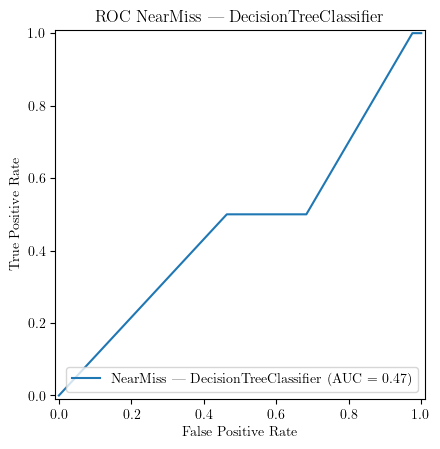 ROC NearMiss — DecisionTreeClassifier
1.0
0.8
0.6
0.4
0.2
0.0
True Positive Rate
NearMiss — DecisionTreeClassifier (AUC = 0.47)
0.0 0.2 0.4 0.6 0.8 1.0
False Positive Rate